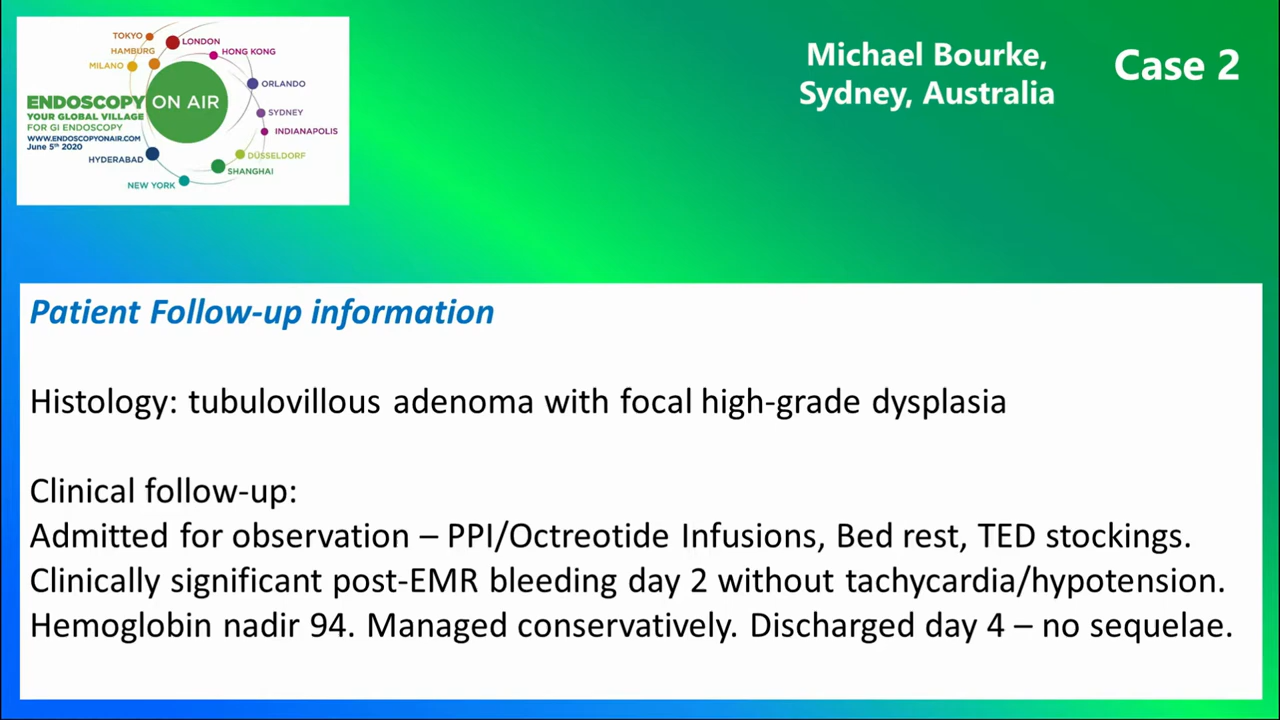 TOKYO
LONDON
HAMBURG
HONG KONG
MILANO
ORLANDO
ENDOSCOPY ON AIR
YOUR GLOBAL VILLAGE
SYDNEY
FOR GI ENDOSCOPY
INDIANAPOLIS
WWW.ENDOSCOPYONAIR.COM
June 5th 2020
DÜSSELDORF
HYDERABAD
SHANGHAI
NEW YORK
Michael Bourke,
Sydney, Australia
Case 2
Patient Follow-up information
Histology: tubulovillous adenoma with focal high-grade dysplasia
Clinical follow-up:
Admitted for observation – PPI/Octreotide Infusions, Bed rest, TED stockings.
Clinically significant post-EMR bleeding day 2 without tachycardia/hypotension.
Hemoglobin nadir 94. Managed conservatively. Discharged day 4 – no sequelae.